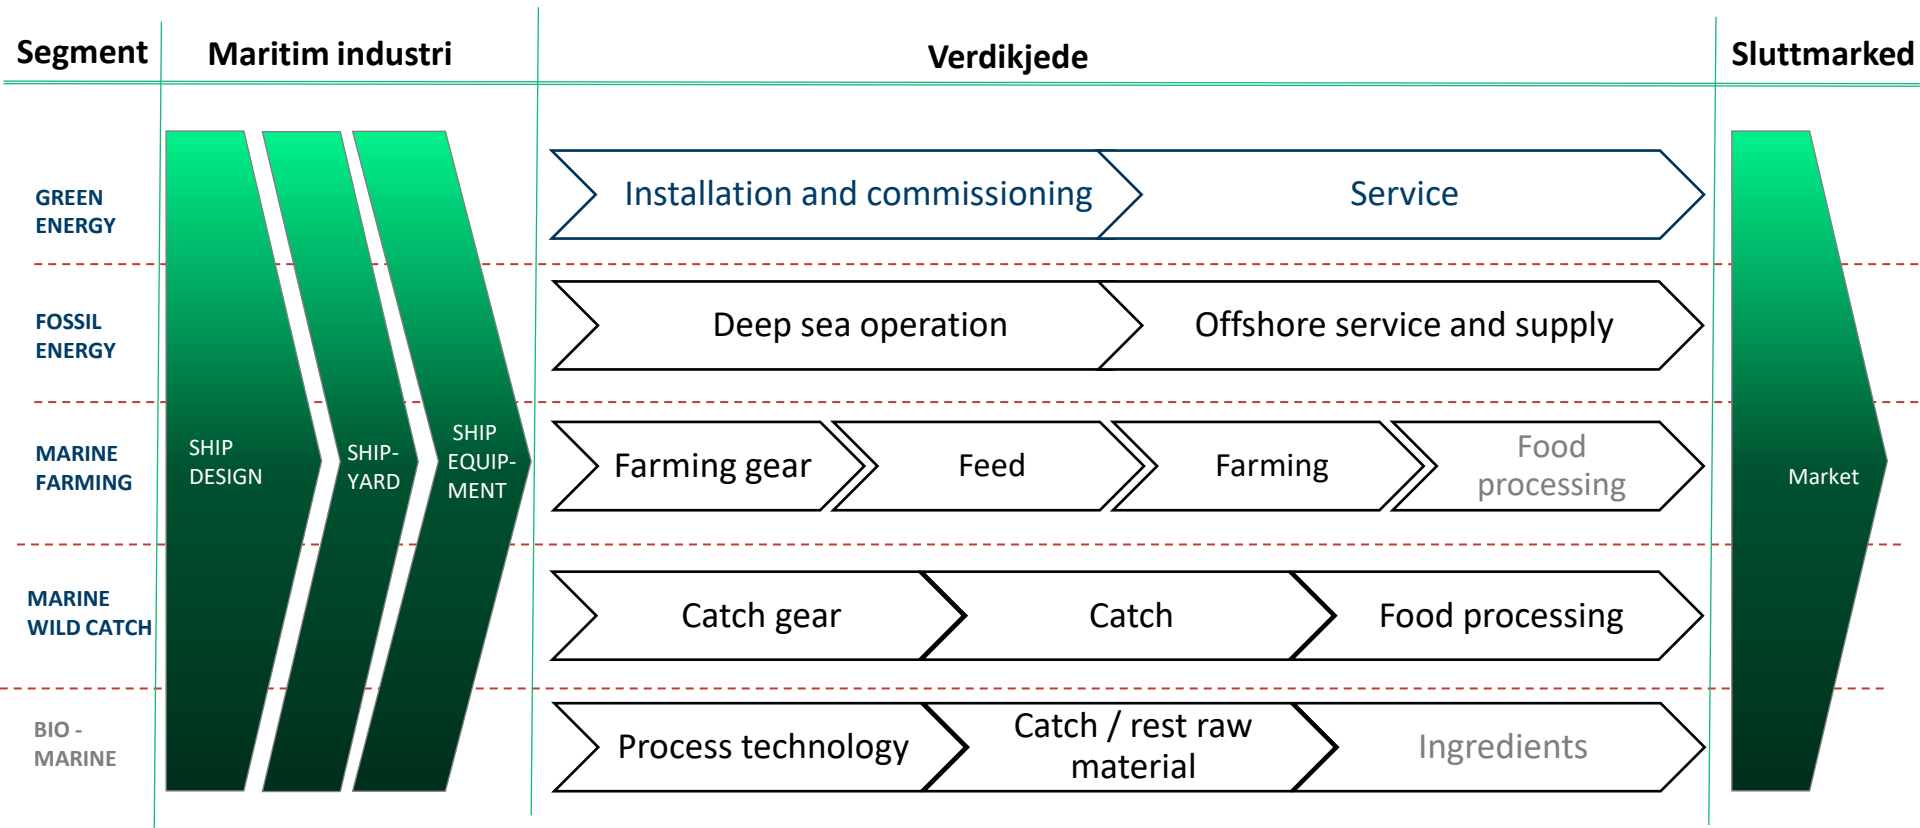 Segment
Maritim industri
Verdikjede
Sluttmarked
GREEN
ENERGY
Installation and commissioning
Service
FOSSIL
ENERGY
Deep sea operation
Offshore service and supply
MARINE
FARMING
SHIP
DESIGN
SHIP-
YARD
SHIP
EQUIP-
MENT
Farming gear
Feed
Farming
Food
processing
Market
MARINE
WILD CATCH
Catch gear
Catch
Food processing
BIO -
MARINE
Process technology
Catch / rest raw
material
Ingredients